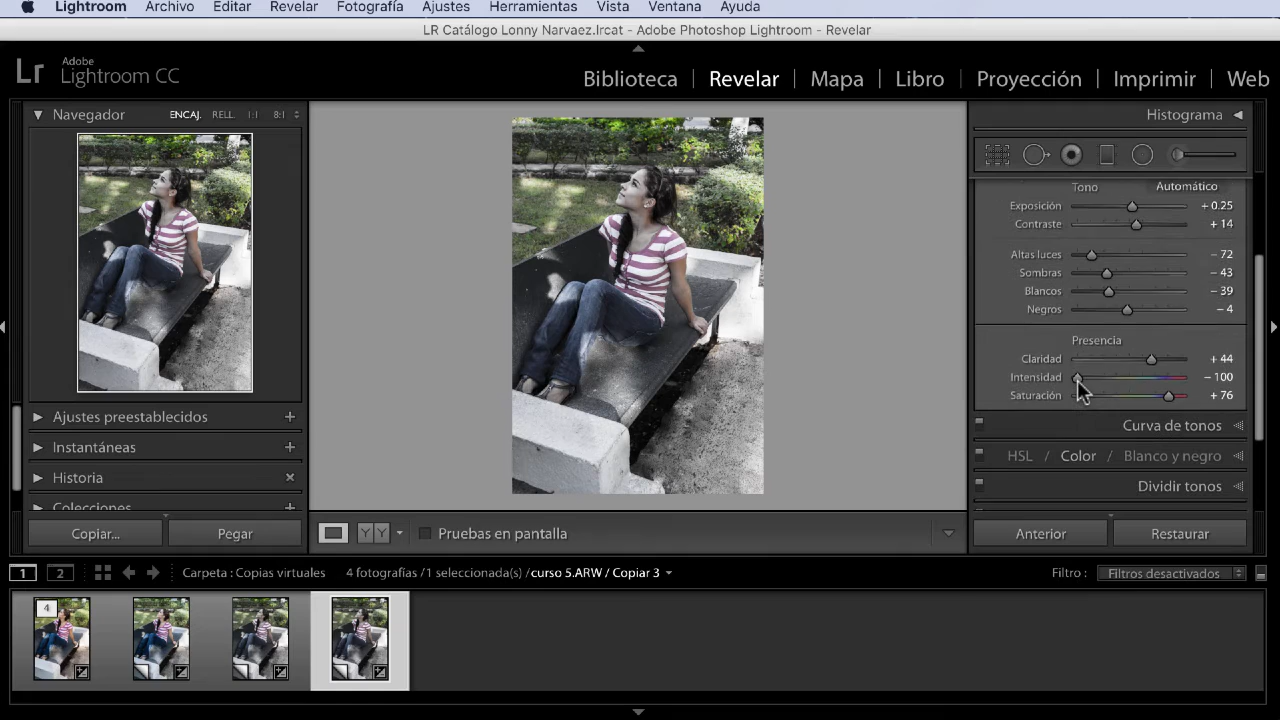 Lightroom Archivo Editar Revelar Fotografía Ajustes Herramientas Vista Ventana Ayuda
LR Catálogo Lonny Narvaez.lrcat - Adobe Photoshop Lightroom - Revelar
Lr Adobe Lightroom CC
Biblioteca | Revelar | Mapa | Libro | Proyección | Imprimir | Web
Navegador ENCAJ. RELL. 1:1 8:1
Histograma
Tono Automático
Exposición + 0.25
Contraste + 14
Altas luces – 72
Sombras – 43
Blancos – 39
Negros – 4
Presencia
Claridad + 44
Intensidad – 100
Saturación + 76
Curva de tonos
HSL / Color / Blanco y negro
Dividir tonos
Ajustes preestablecidos
Instantáneas
Historia
Colecciones
Copiar... Pegar
Y Y Pruebas en pantalla
Anterior Restaurar
1 2 Carpeta : Copias virtuales 4 fotografías /1 seleccionada(s) /curso 5.ARW / Copiar 3
Filtro : Filtros desactivados
4